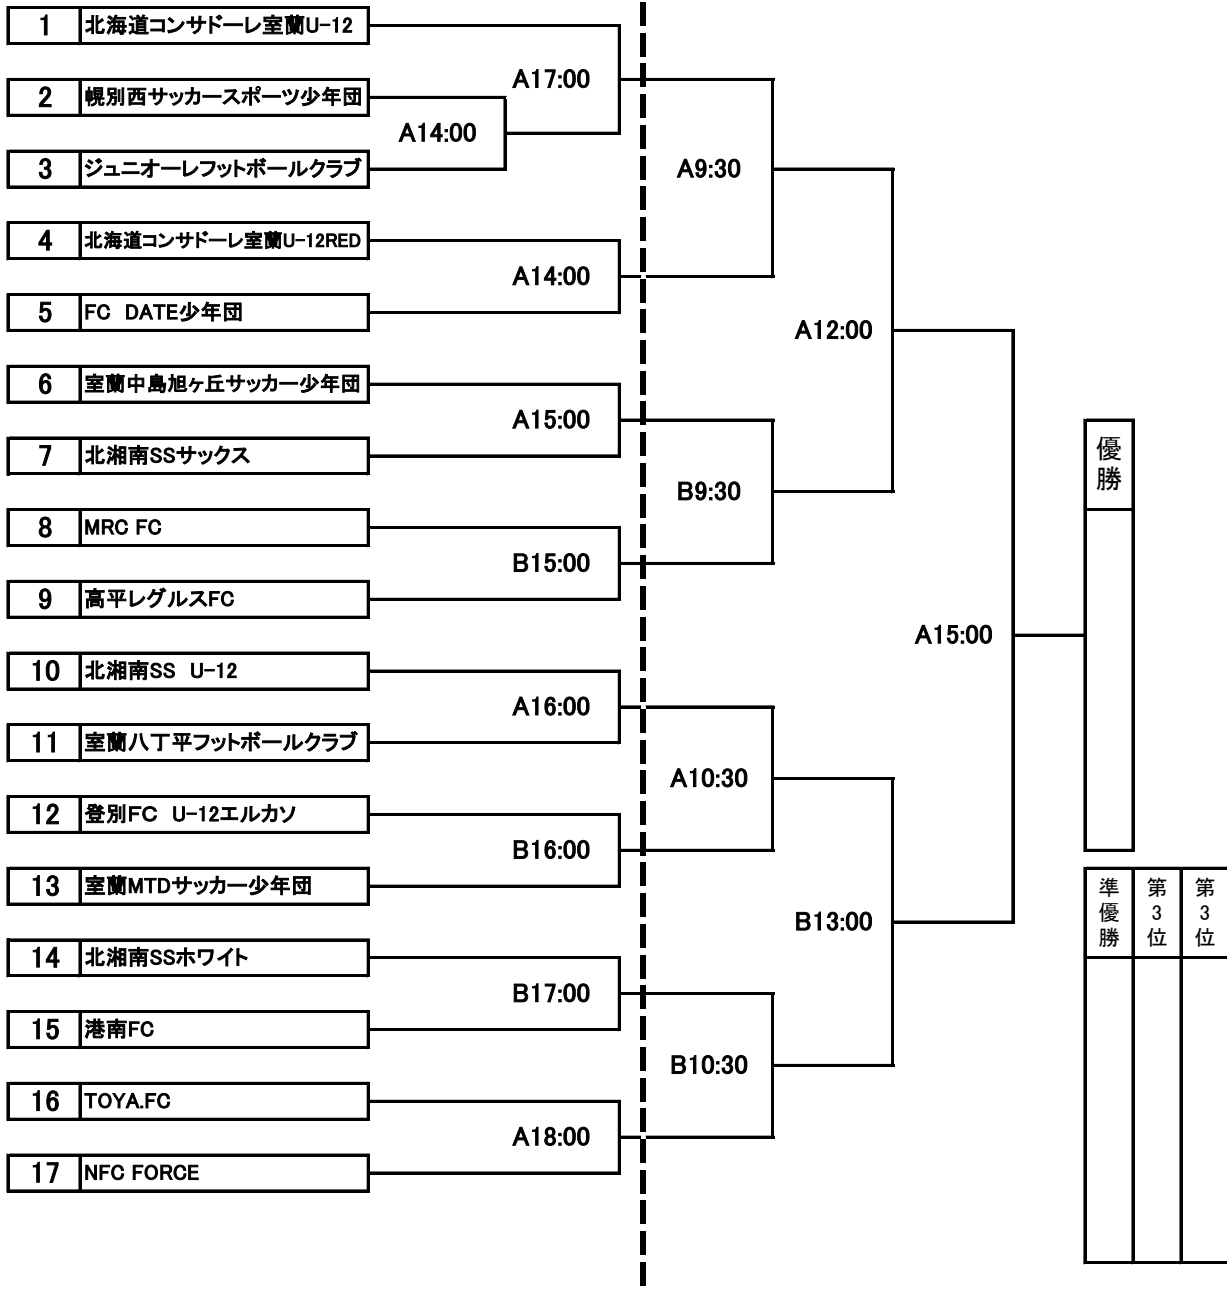 1 北海道コンサドーレ室蘭U-12
2 幌別西サッカースポーツ少年団
3 ジュニオーレフットボールクラブ
4 北海道コンサドーレ室蘭U-12RED
5 FC DATE少年団
6 室蘭中島旭ヶ丘サッカー少年団
7 北湘南SSサックス
8 MRC FC
9 高平レグルスFC
10 北湘南SS U-12
11 室蘭八丁平フットボールクラブ
12 登別FC U-12エルカソ
13 室蘭MTDサッカー少年団
14 北湘南SSホワイト
15 港南FC
16 TOYA.FC
17 NFC FORCE
A14:00
A17:00
A14:00
A15:00
B15:00
A16:00
B16:00
B17:00
A18:00
A9:30
B9:30
A10:30
B10:30
A12:00
B13:00
A15:00
優勝
準優勝
第3位
第3位